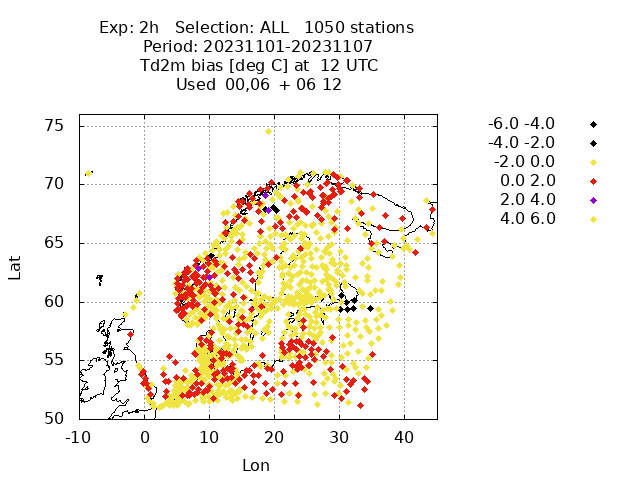 Exp: 2h   Selection: ALL   1050 stations
Period: 20231101-20231107
Td2m bias [deg C] at  12 UTC
Used  00,06  + 06 12
75
70
65
60
55
50
-10 0 10 20 30 40
Lat
Lon
-6.0 -4.0
-4.0 -2.0
-2.0 0.0
0.0 2.0
2.0 4.0
4.0 6.0